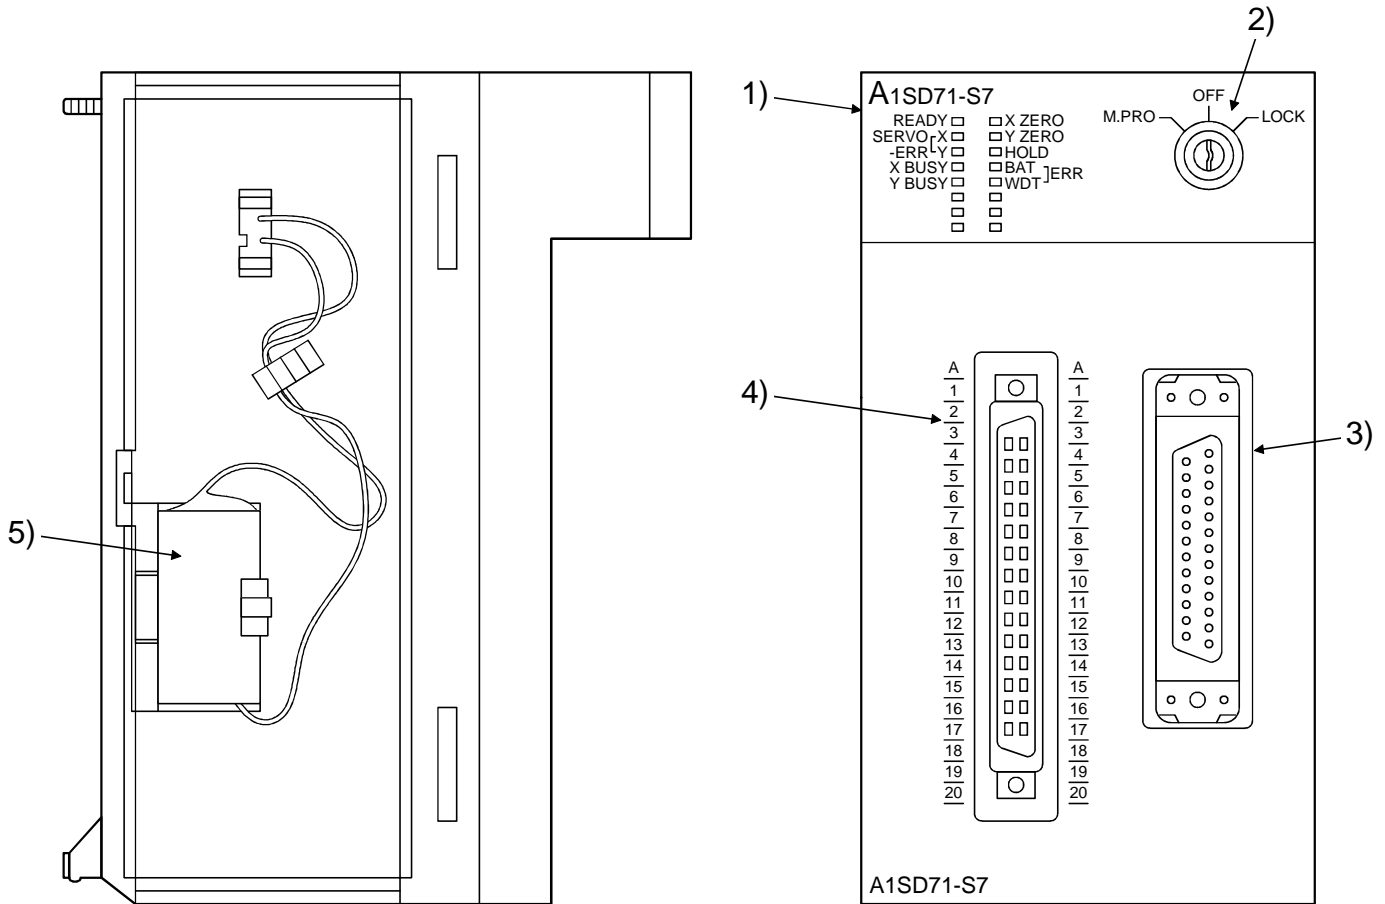 2)
1)
A1SD71-S7
OFF
M.PRO
LOCK
READY
X ZERO
SERVO X
Y ZERO
-ERR Y
HOLD
X BUSY
BAT
ERR
Y BUSY
WDT
A A
1 1
2 2
4)
3 3
3)
4 4
5 5
6 6
7 7
5)
8 8
9 9
10 10
11 11
12 12
13 13
14 14
15 15
16 16
17 17
18 18
19 19
20 20
A1SD71-S7